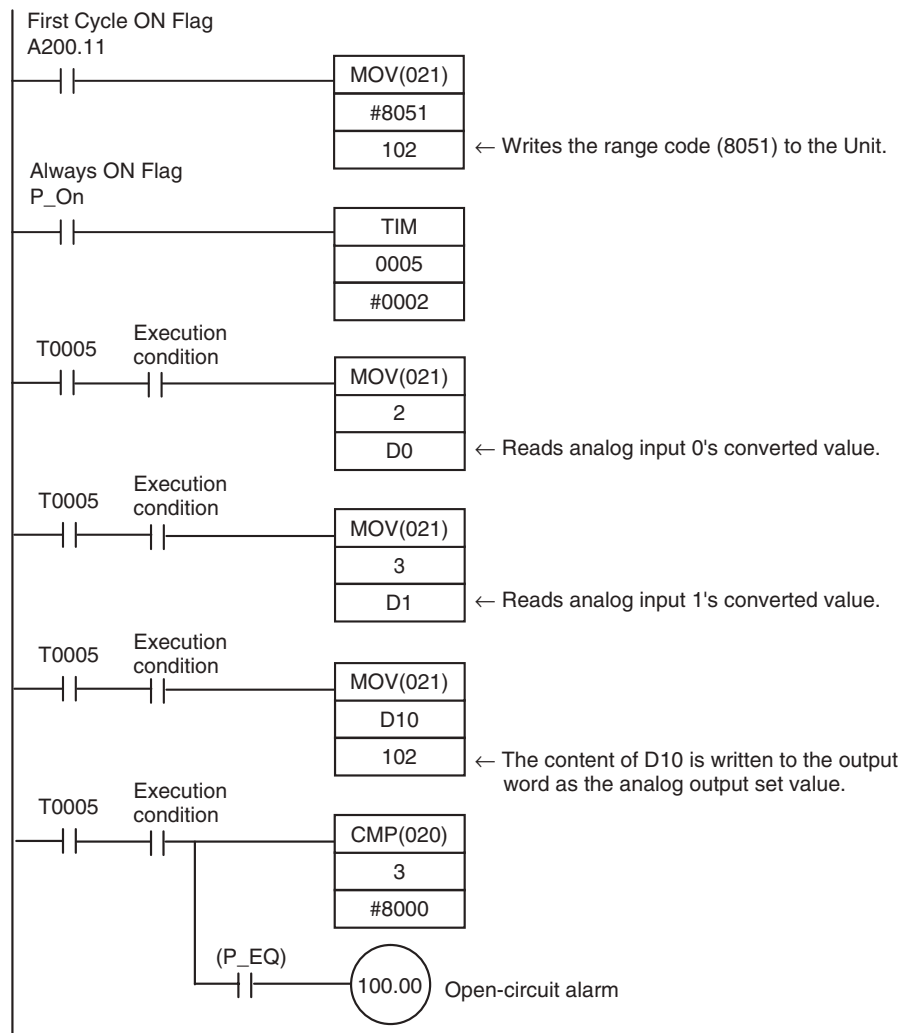 First Cycle ON Flag
A200.11
MOV(021)
#8051
102
← Writes the range code (8051) to the Unit.
Always ON Flag
P_On
TIM
0005
#0002
T0005
Execution
condition
MOV(021)
2
D0
← Reads analog input 0's converted value.
T0005
Execution
condition
MOV(021)
3
D1
← Reads analog input 1's converted value.
T0005
Execution
condition
MOV(021)
D10
102
← The content of D10 is written to the output
word as the analog output set value.
T0005
Execution
condition
CMP(020)
3
#8000
(P_EQ)
100.00
Open-circuit alarm